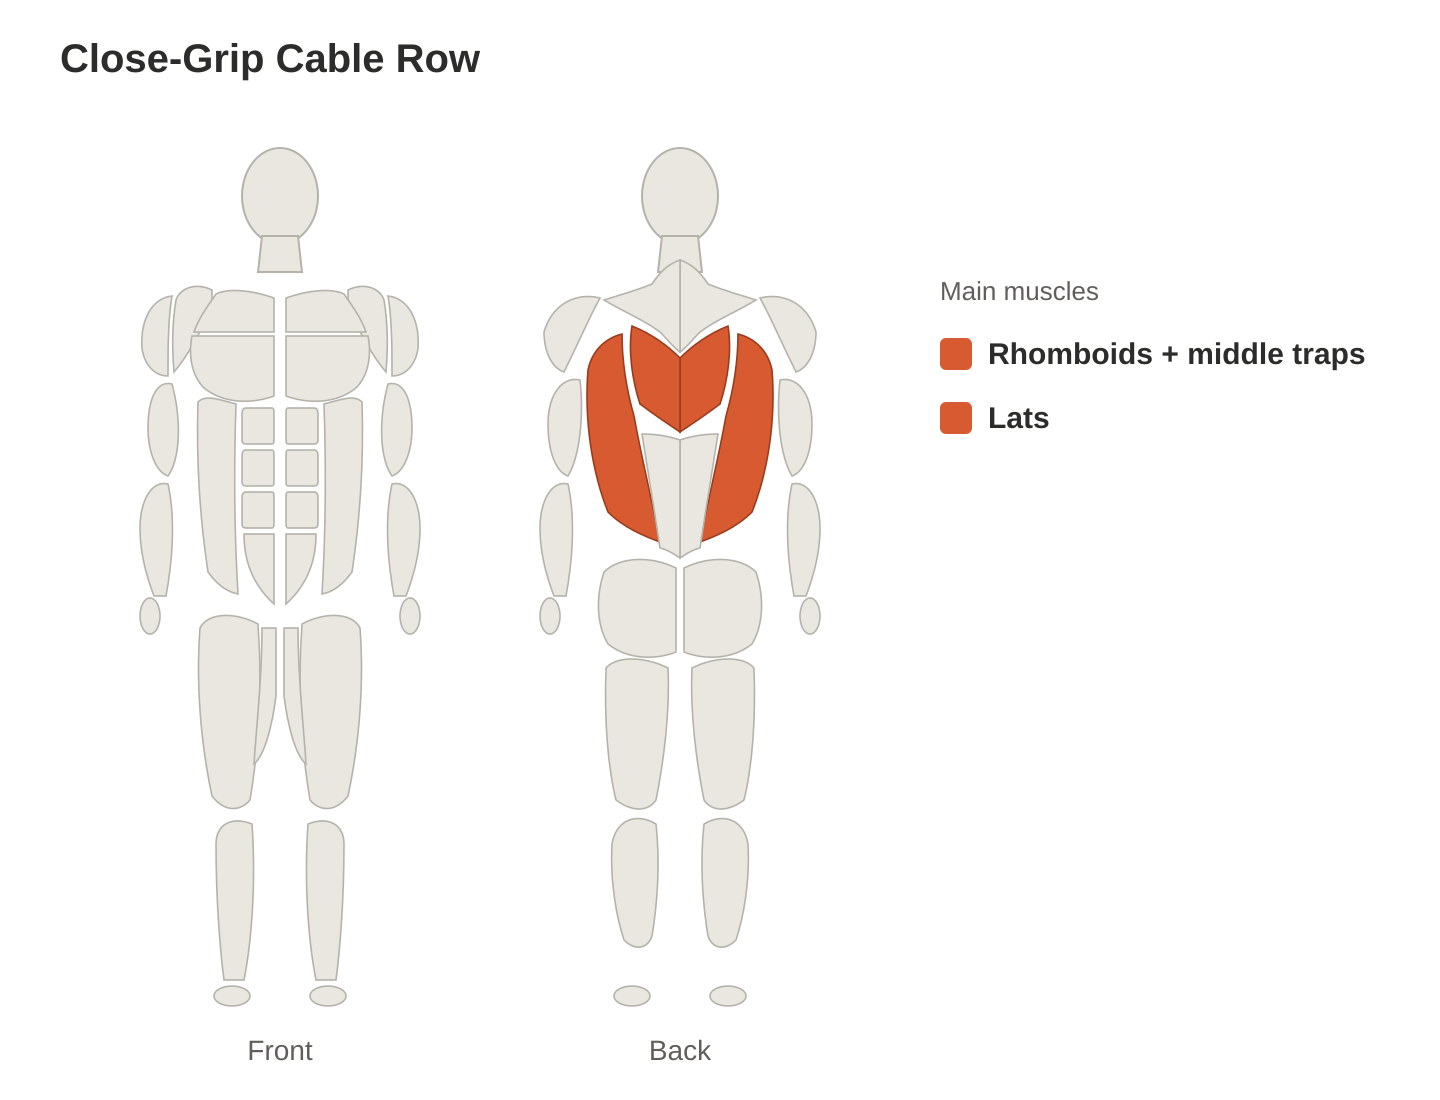 Close-Grip Cable Row
Main muscles
Rhomboids + middle traps
Lats
Front
Back